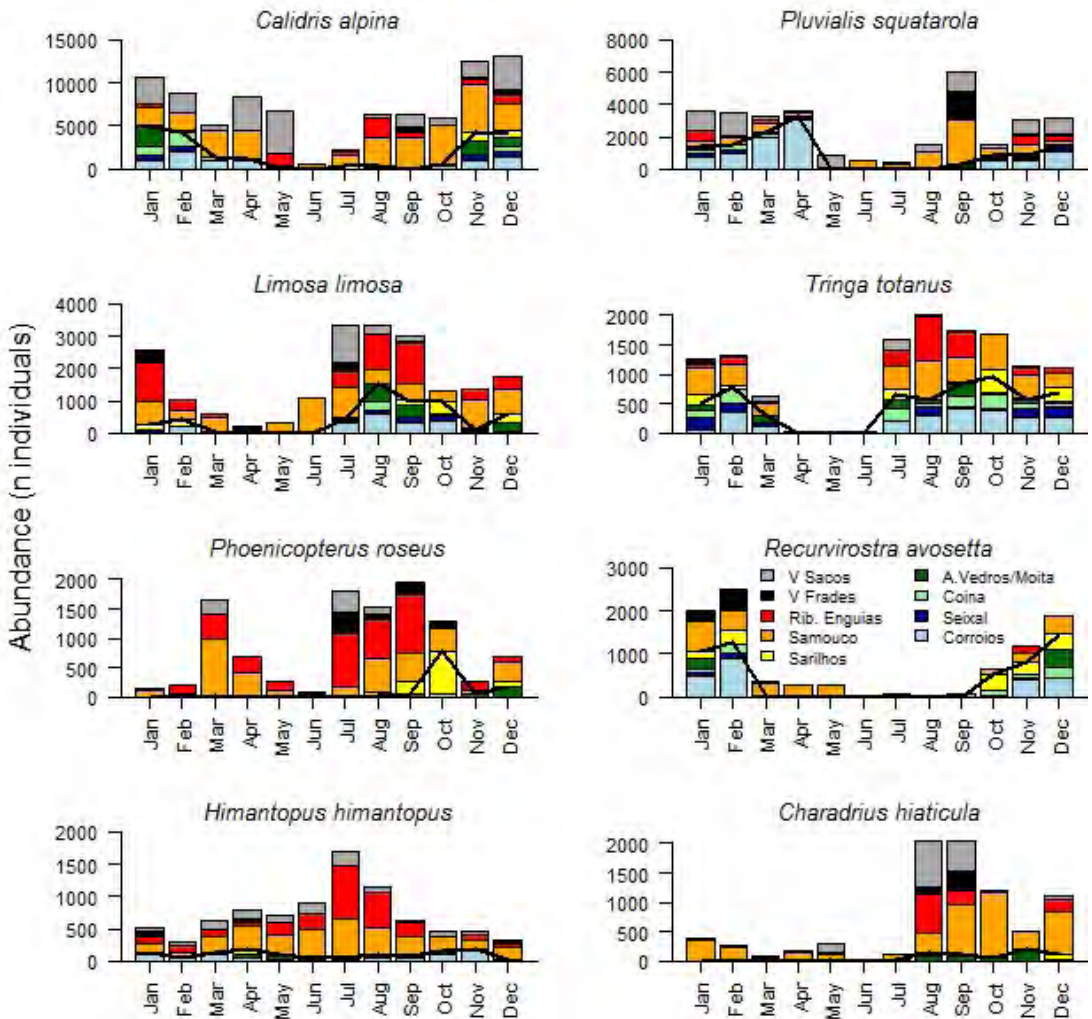 Calidris alpina
15000
10000
5000
0
Jan Feb Mar Apr May Jun Jul Aug Sep Oct Nov Dec
Pluvialis squatarola
8000
6000
4000
2000
0
Jan Feb Mar Apr May Jun Jul Aug Sep Oct Nov Dec
Abundance (n individuals)
Limosa limosa
4000
3000
2000
1000
0
Jan Feb Mar Apr May Jun Jul Aug Sep Oct Nov Dec
Tringa totanus
2000
1500
1000
500
0
Jan Feb Mar Apr May Jun Jul Aug Sep Oct Nov Dec
Phoenicopterus roseus
2000
1500
1000
500
0
Jan Feb Mar Apr May Jun Jul Aug Sep Oct Nov Dec
Recurvirostra avosetta
3000
2000
1000
0
V Sapos
V Frades
Rib. Enguias
Samouco
Sarilhos
A.Vedros/Moita
Coina
Seixal
Corroios
Jan Feb Mar Apr May Jun Jul Aug Sep Oct Nov Dec
Himantopus himantopus
2000
1500
1000
500
0
Jan Feb Mar Apr May Jun Jul Aug Sep Oct Nov Dec
Charadrius hiaticula
2000
1500
1000
500
0
Jan Feb Mar Apr May Jun Jul Aug Sep Oct Nov Dec